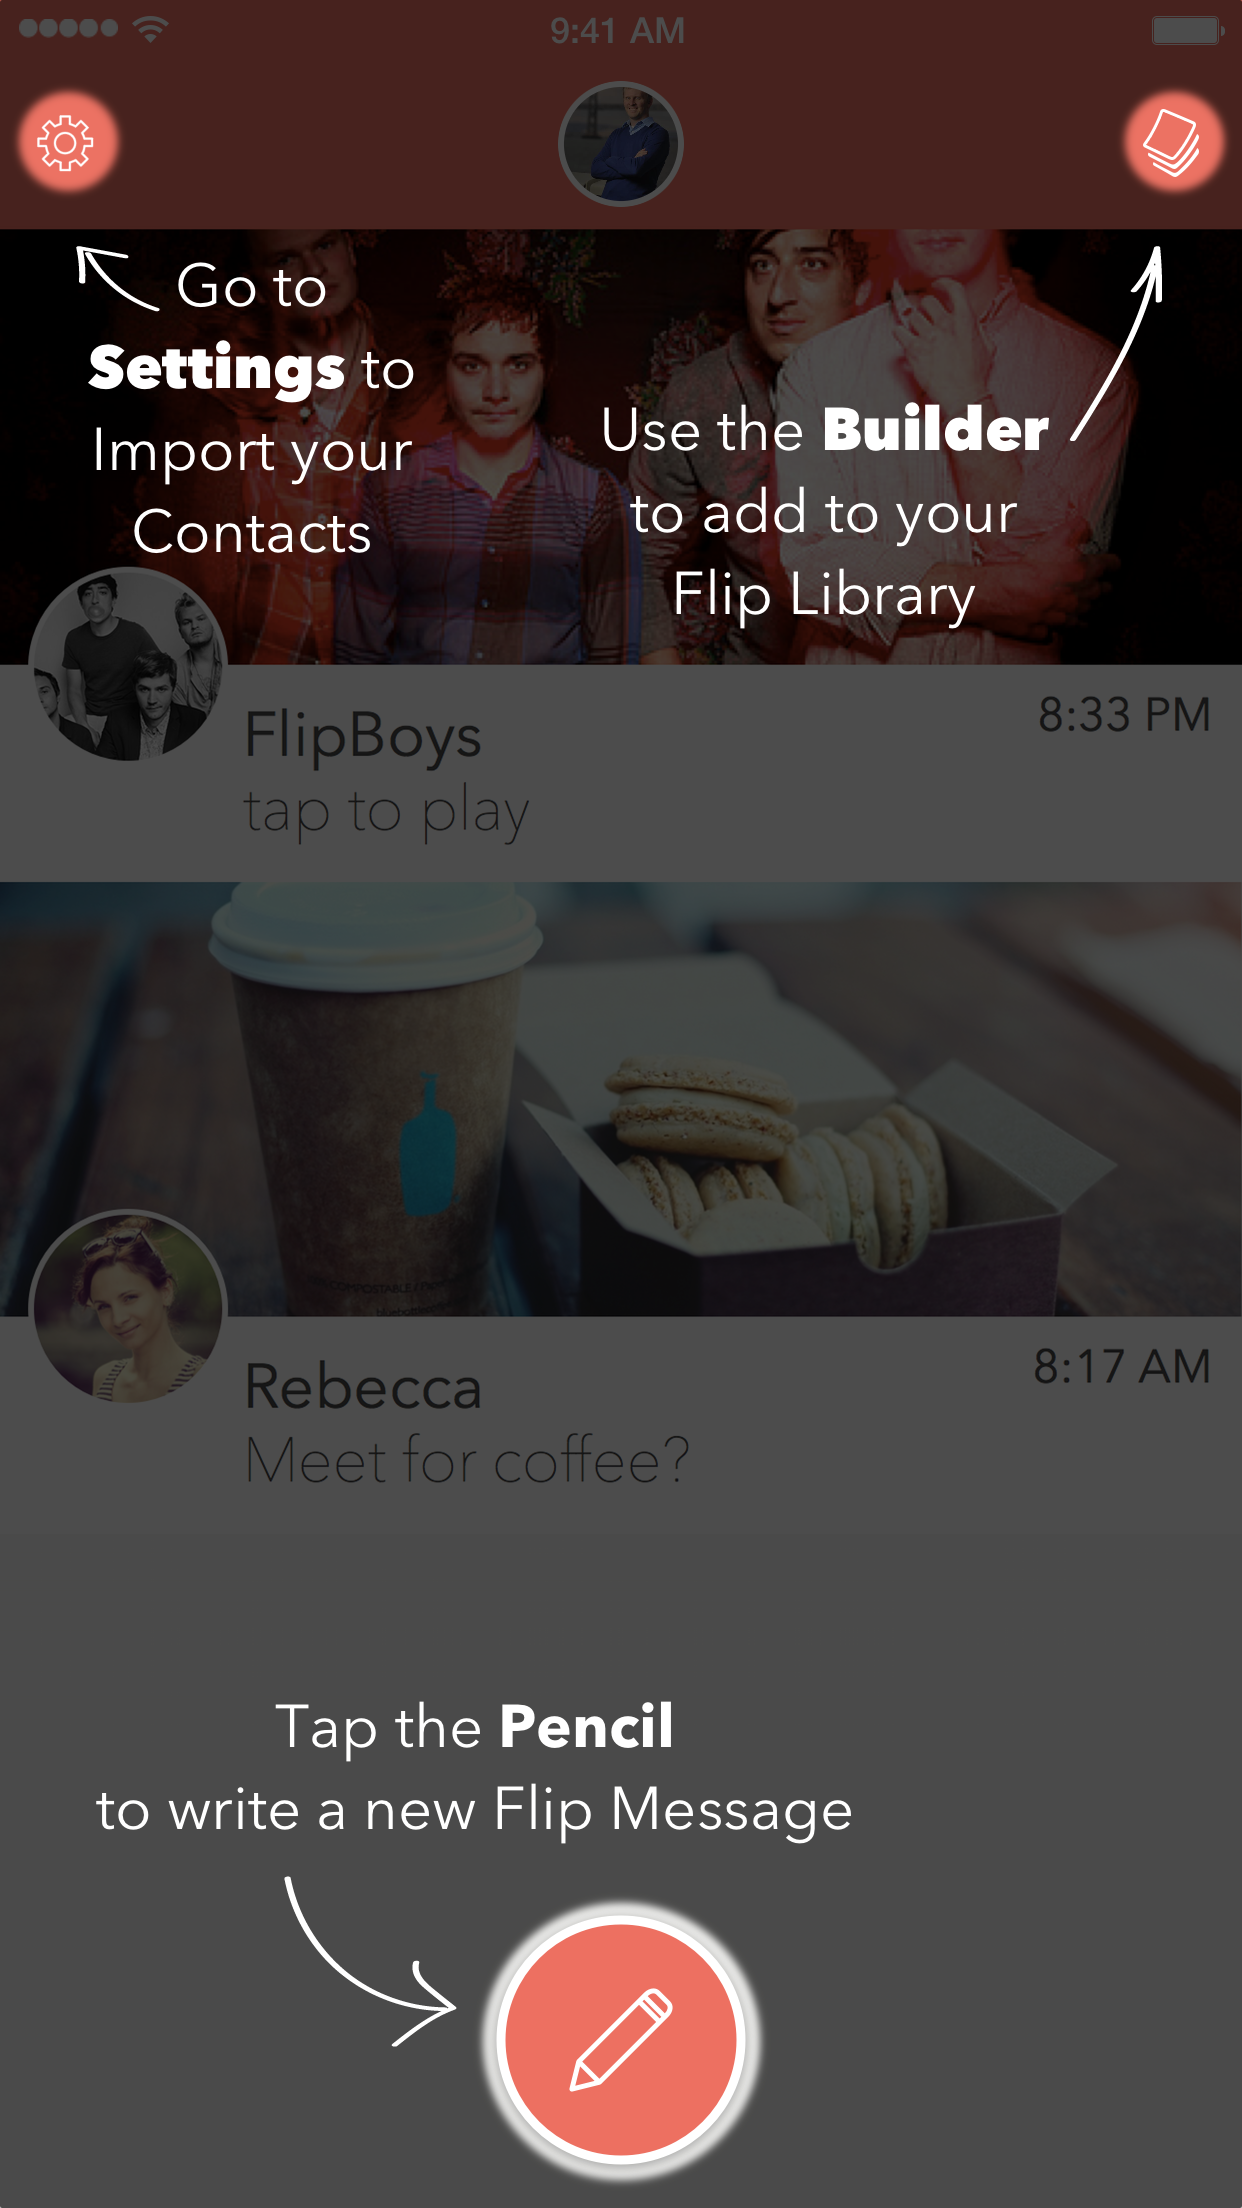 9:41 AM
Go to
Settings to
Import your
Contacts
Use the Builder
to add to your
Flip Library
FlipBoys
8:33 PM
tap to play
Rebecca
8:17 AM
Meet for coffee?
Tap the Pencil
to write a new Flip Message